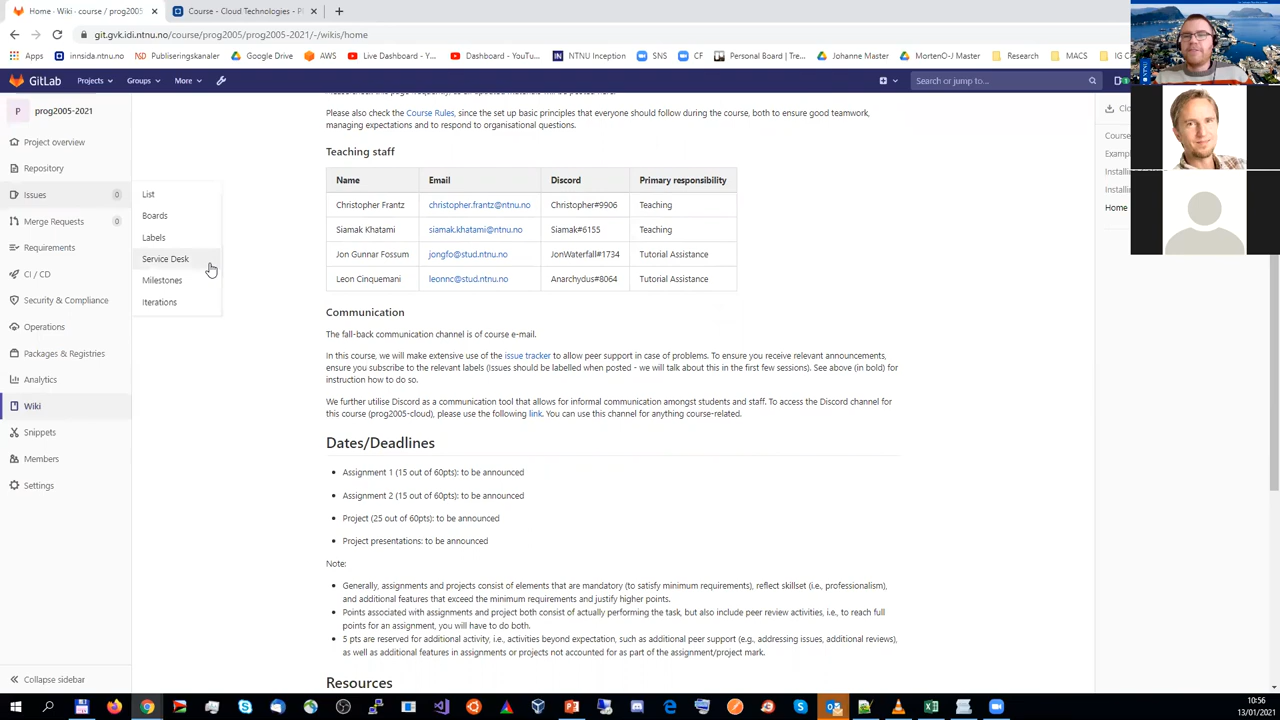 Home · Wiki · course / prog2005
Course - Cloud Technologies - P
git.gvk.idi.ntnu.no/course/prog2005/prog2005-2021/-/wikis/home
Apps
innsida.ntnu.no
Publiseringskanaler
Google Drive
AAAA
Live Dashboard - Y...
Dashboard - YouTu...
NTNU Inception
SNS
CF
Personal Board | Tre...
Johanne Master
MortenO-J Master
Research
MACS
IG C
GitLab
Projects
Groups
More
Search or jump to...
P
prog2005-2021
Project overview
Repository
Issues
0
Merge Requests
0
Requirements
CI / CD
Security & Compliance
Operations
Packages & Registries
Analytics
Wiki
Snippets
Members
Settings
Collapse sidebar
List
Boards
Labels
Service Desk
Milestones
Iterations
Please also check the Course Rules, since the set up basic principles that everyone should follow during the course, both to ensure good teamwork,
managing expectations and to respond to organisational questions.
Teaching staff
Name Email Discord Primary responsibility
Christopher Frantz christopher.frantz@ntnu.no Christopher#9906 Teaching
Siamak Khatami siamak.khatami@ntnu.no Siamak#6155 Teaching
Jon Gunnar Fossum jongfo@stud.ntnu.no JonWaterfall#1734 Tutorial Assistance
Leon Cinquemani leonnc@stud.ntnu.no Anarchydus#8064 Tutorial Assistance
Communication
The fall-back communication channel is of course e-mail.
In this course, we will make extensive use of the issue tracker to allow peer support in case of problems. To ensure you receive relevant announcements,
ensure you subscribe to the relevant labels (Issues should be labelled when posted - we will talk about this in the first few sessions). See above (in bold) for
instruction how to do so.
We further utilise Discord as a communication tool that allows for informal communication amongst students and staff. To access the Discord channel for
this course (prog2005-cloud), please use the following link. You can use this channel for anything course-related.
Dates/Deadlines
• Assignment 1 (15 out of 60pts): to be announced
• Assignment 2 (15 out of 60pts): to be announced
• Project (25 out of 60pts): to be announced
• Project presentations: to be announced
Note:
• Generally, assignments and projects consist of elements that are mandatory (to satisfy minimum requirements), reflect skillset (i.e., professionalism),
and additional features that exceed the minimum requirements and justify higher points.
• Points associated with assignments and project both consist of actually performing the task, but also include peer review activities, i.e., to reach full
points for an assignment, you will have to do both.
• 5 pts are reserved for additional activity, i.e., activities beyond expectation, such as additional peer support (e.g., addressing issues, additional reviews),
as well as additional features in assignments or projects not accounted for as part of the assignment/project mark.
Resources
Clo
Course
Examp
Installin
Installin
Home
10:56
13/01/2021